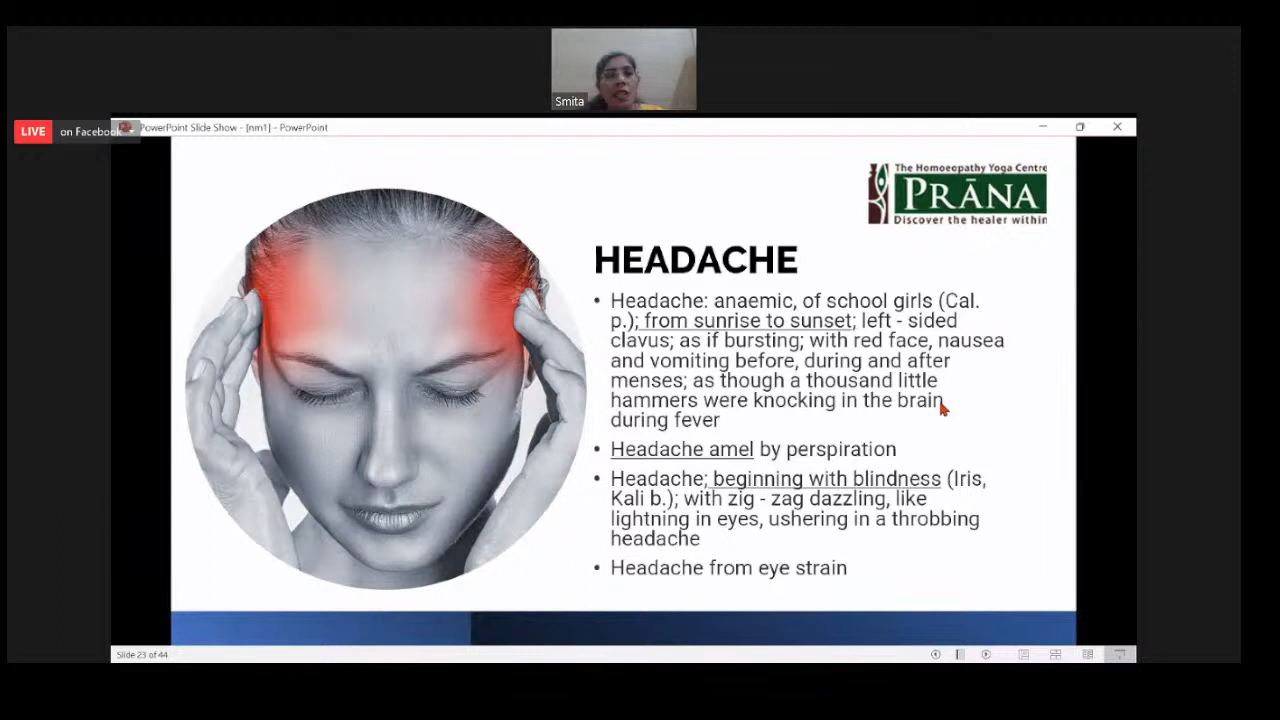 Smita
LIVE on Facebook
PowerPoint Slide Show - [nm1] - PowerPoint
The Homoeopathy Yoga Centre
PRĀNA
Discover the healer within
HEADACHE
• Headache: anaemic, of school girls (Cal.
p.); from sunrise to sunset; left - sided
clavus; as if bursting; with red face, nausea
and vomiting before, during and after
menses; as though a thousand little
hammers were knocking in the brain
during fever
• Headache amel by perspiration
• Headache; beginning with blindness (Iris,
Kali b.); with zig - zag dazzling, like
lightning in eyes, ushering in a throbbing
headache
• Headache from eye strain
Slide 23 of 44